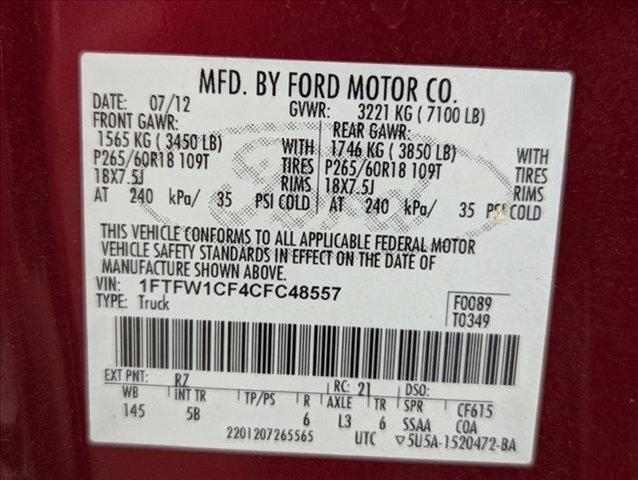 MFD. BY FORD MOTOR CO.
DATE: 07/12 GVWR: 3221 KG ( 7100 LB)
FRONT GAWR: REAR GAWR:
1565 KG ( 3450 LB) WITH 1746 KG ( 3850 LB) WITH
P265/60R18 109T TIRES P265/60R18 109T TIRES
18X7.5J RIMS 18X7.5J RIMS
AT 240 kPa/ 35 PSI COLD AT 240 kPa/ 35 PSI COLD
THIS VEHICLE CONFORMS TO ALL APPLICABLE FEDERAL MOTOR
VEHICLE SAFETY STANDARDS IN EFFECT ON THE DATE OF
MANUFACTURE SHOWN ABOVE.
VIN: 1FTFW1CF4CFC48557
TYPE: Truck
F0089
T0349
EXT PNT: RZ RC: 21 DSO:
WB INT TR TP/PS R AXLE TR SPR CF615
145 5B 6 L3 6 SSAA COA
2201207265565 UTC ▽5U5A-1520472-BA